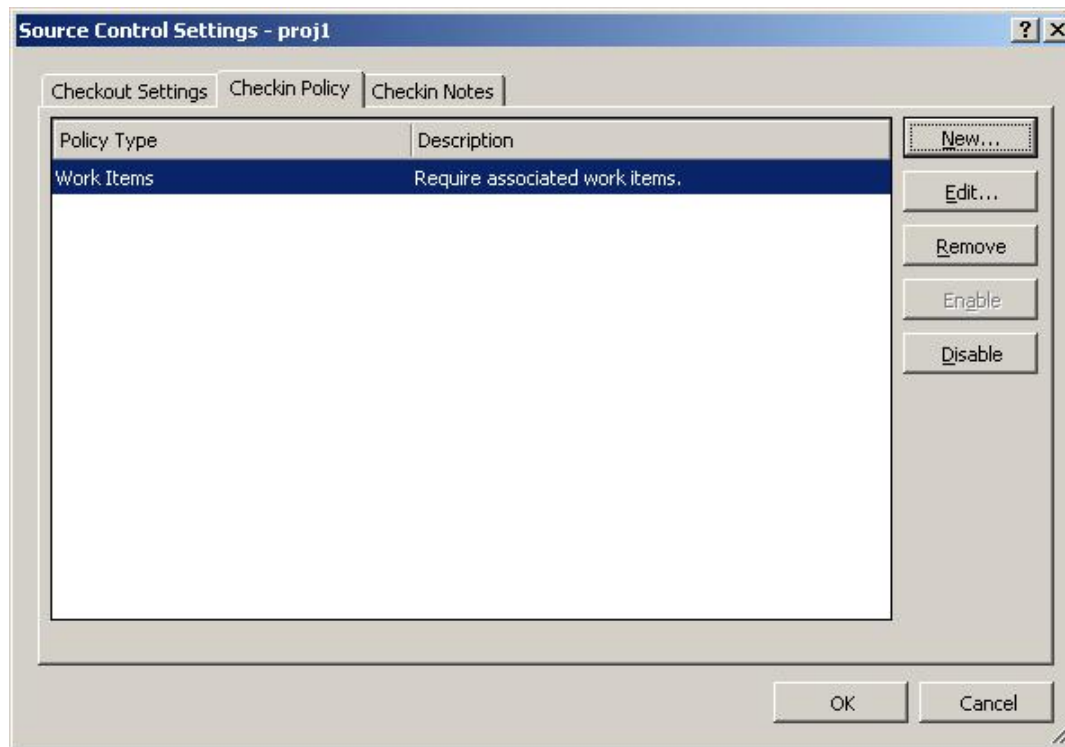 Source Control Settings - proj1
Checkout Settings Checkin Policy Checkin Notes
Policy Type Description
Work Items Require associated work items.
New...
Edit...
Remove
Enable
Disable
OK Cancel